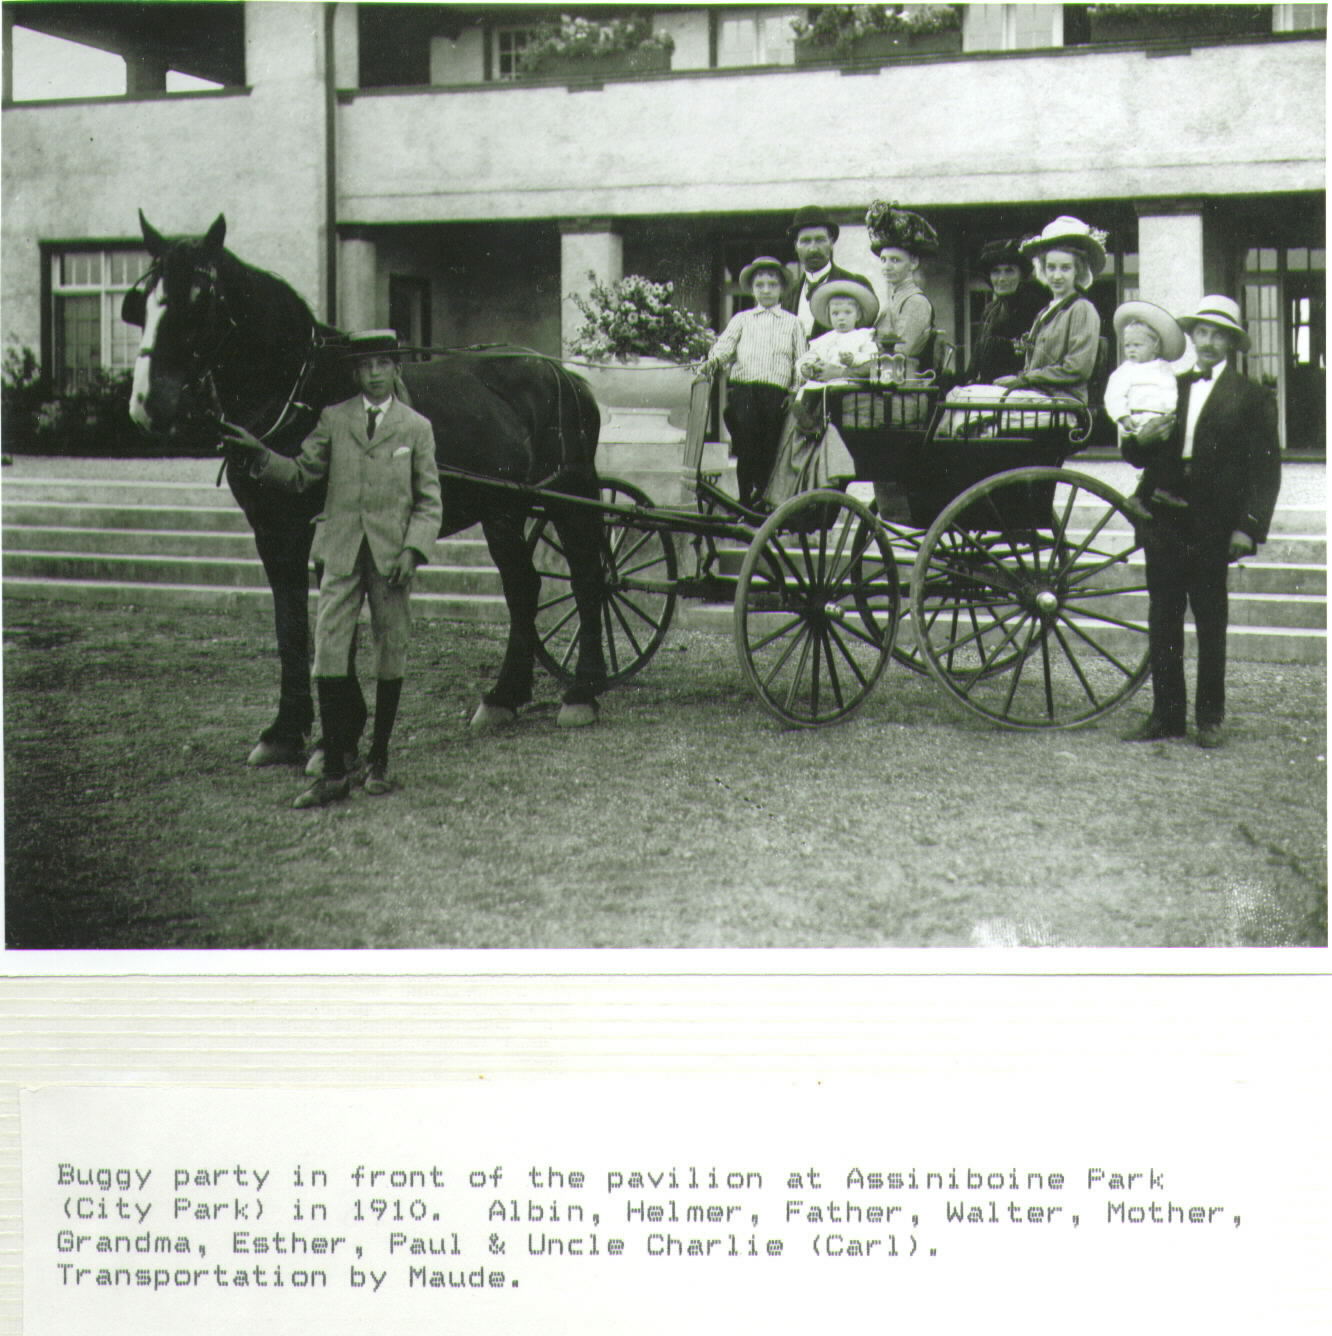 Buggy party in front of the pavilion at Assiniboine Park
(City Park) in 1910.  Albin, Helmer, Father, Walter, Mother,
Grandma, Esther, Paul & Uncle Charlie (Carl).
Transportation by Maude.